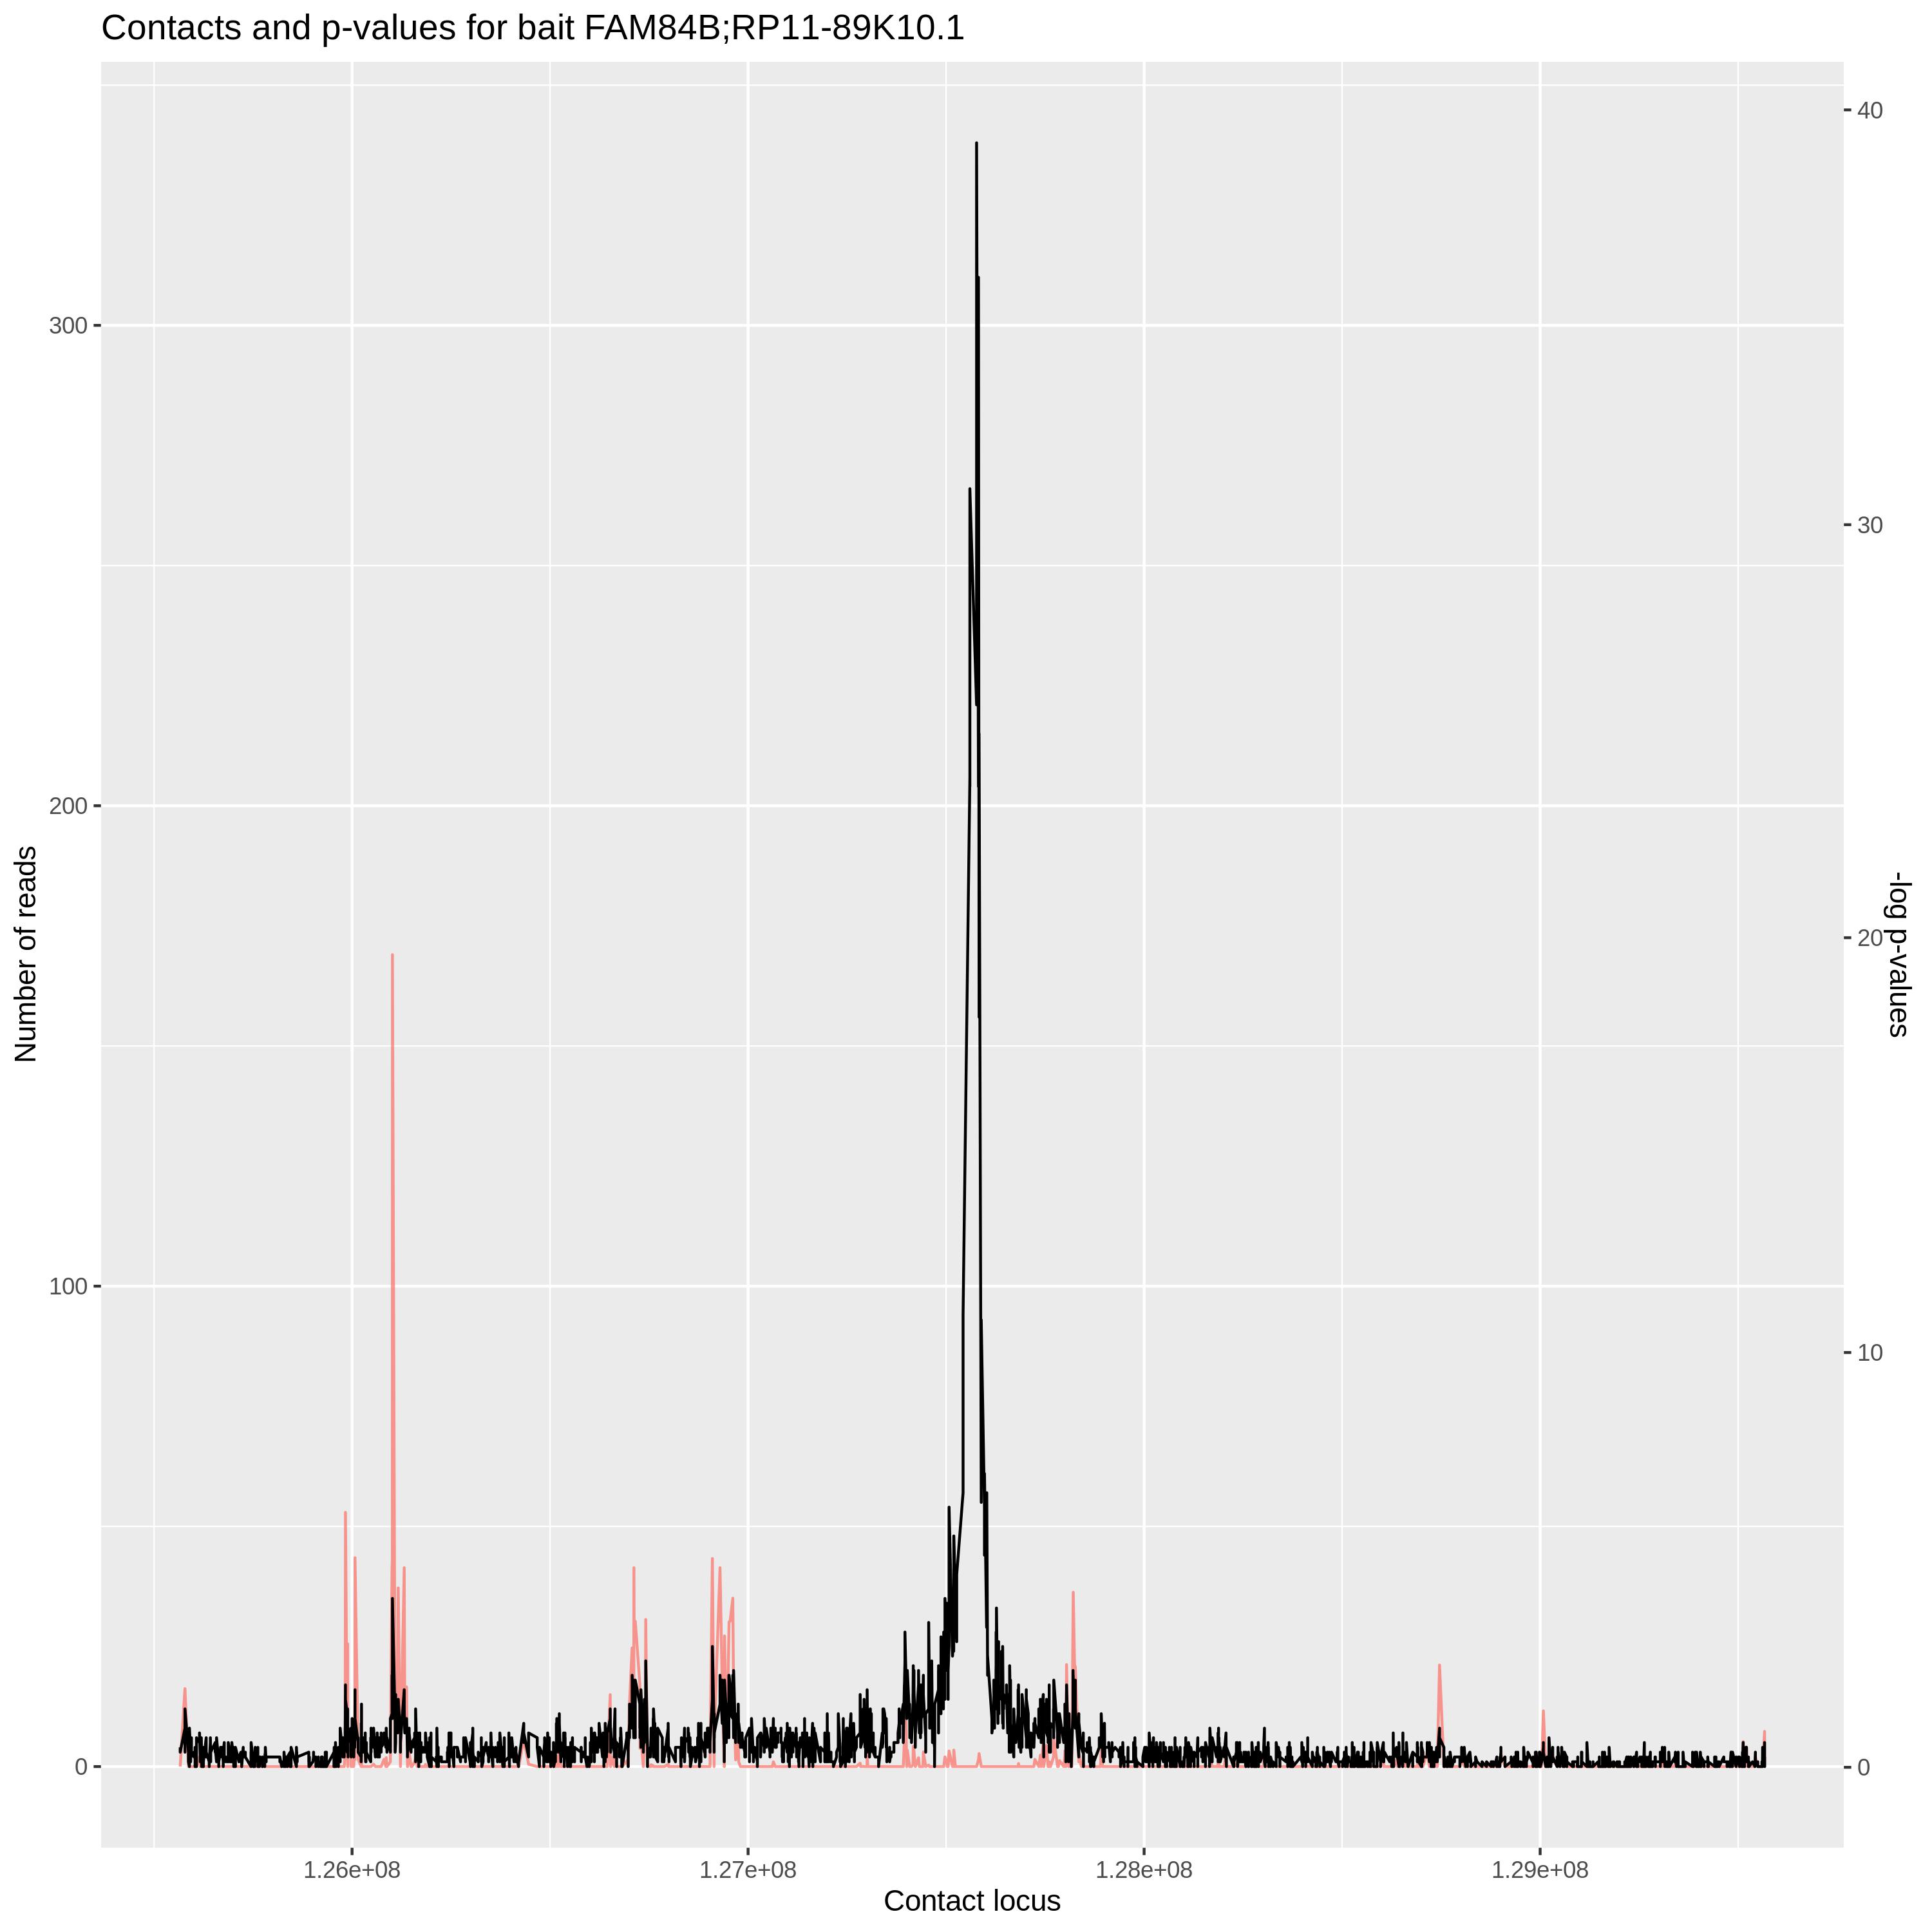 Contacts and p-values for bait FAM84B;RP11-89K10.1
Number of reads
300
200
100
0
40
30
20
10
0
-log p-values
1.26e+08 1.27e+08 1.28e+08 1.29e+08
Contact locus